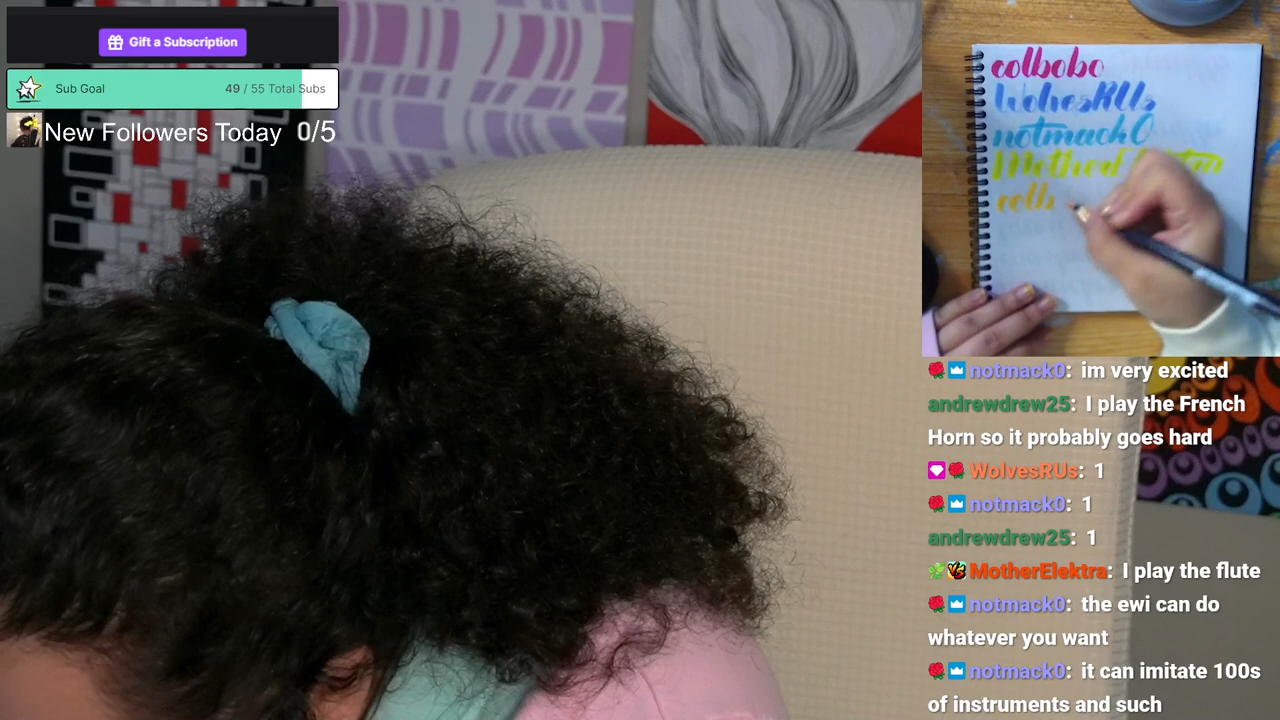 Gift a Subscription
Sub Goal 49 / 55 Total Subs
New Followers Today 0/5
colbobo
WolvesRUs
notmack0
colb
notmack0: im very excited
andrewdrew25: I play the French
Horn so it probably goes hard
WolvesRUs: 1
notmack0: 1
andrewdrew25: 1
MotherElektra: I play the flute
notmack0: the ewi can do
whatever you want
notmack0: it can imitate 100s
of instruments and such